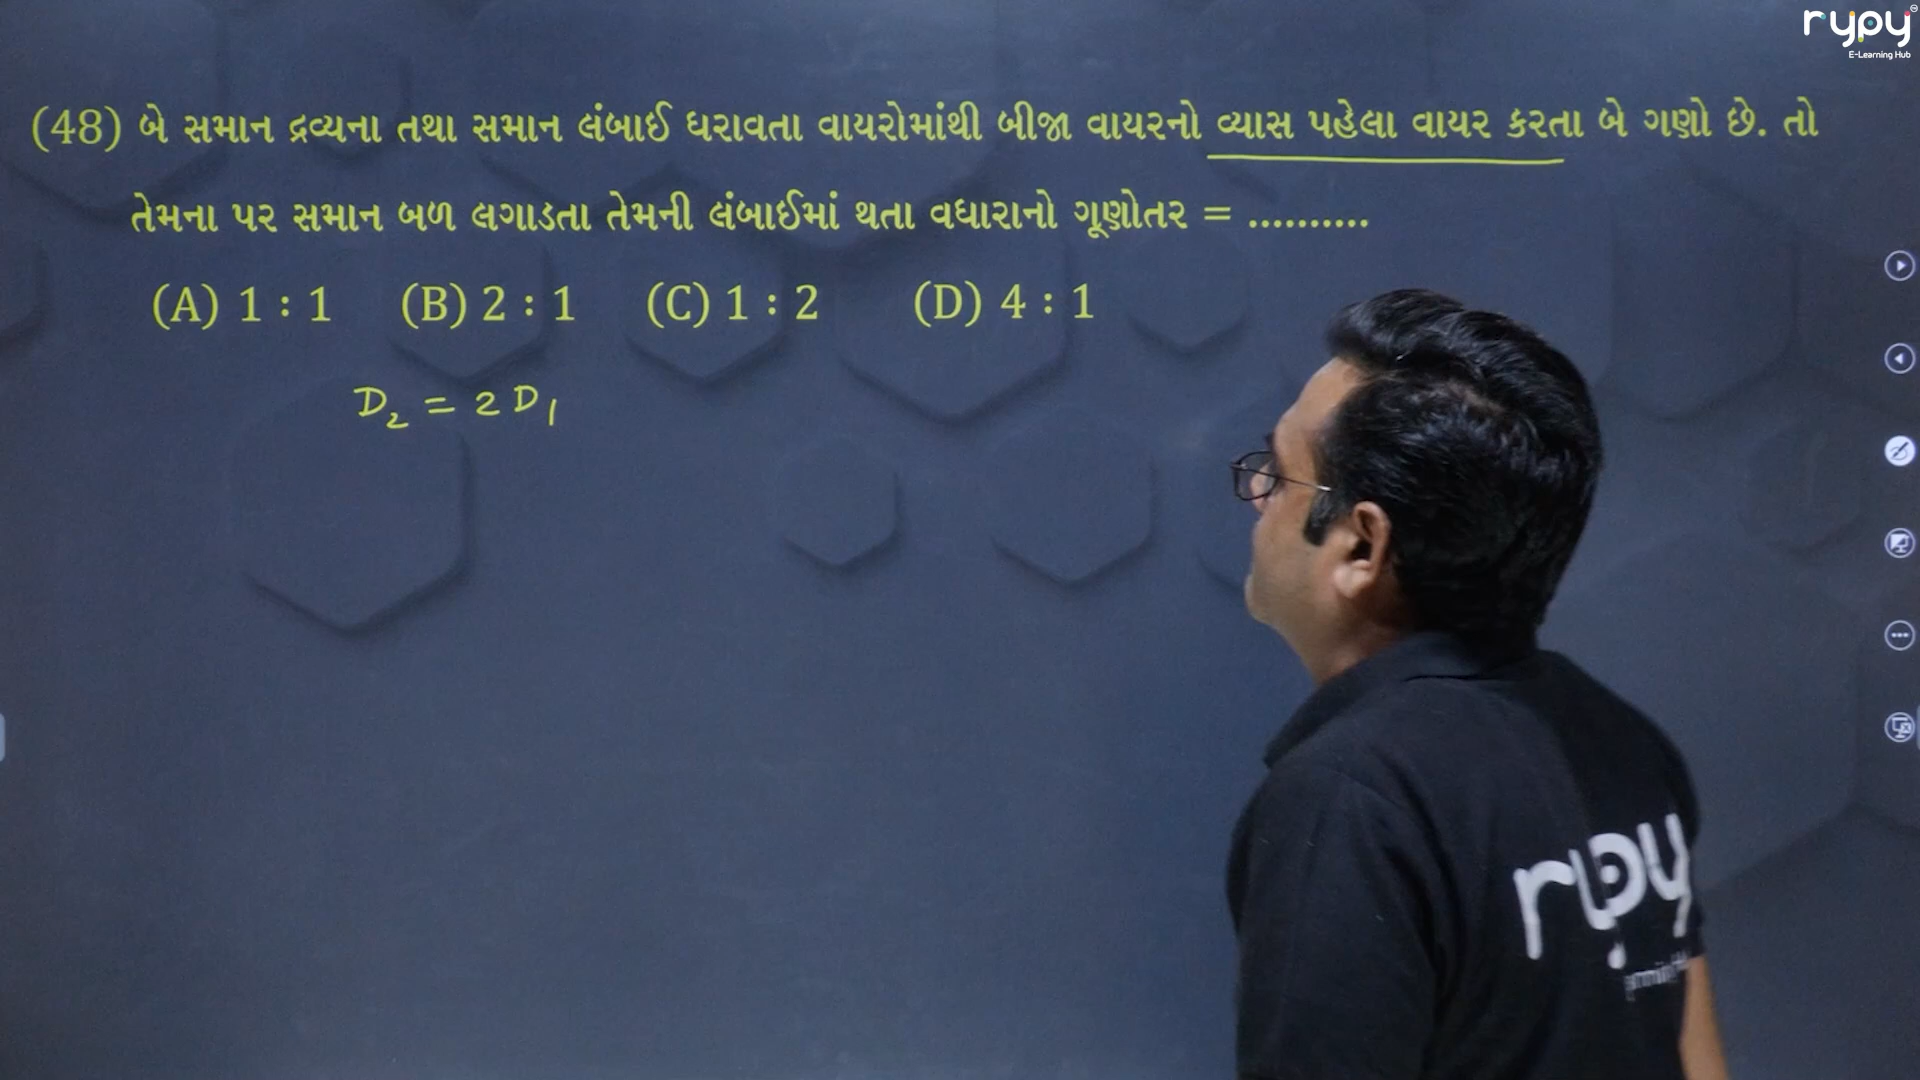 rypy
E-Learning Hub
(48) બે સમાન દ્રવ્યના તથા સમાન લંબાઈ ધરાવતા વાયરોમાંથી બીજા વાયરનો વ્યાસ પહેલા વાયર કરતા બે ગણો છે. તો
તેમના પર સમાન બળ લગાડતા તેમની લંબાઈમાં થતા વધારાનો ગૂણોતર = ..........
(A) 1 : 1 (B) 2 : 1 (C) 1 : 2 (D) 4 : 1
D₂ = 2 D₁
rypy